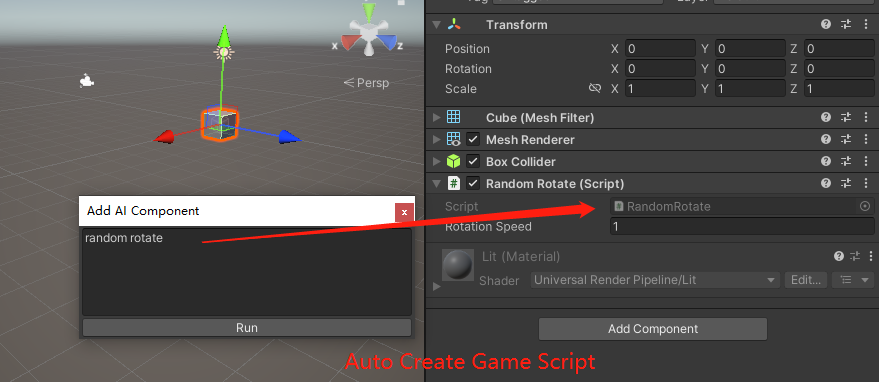 Tag
Layer
Transform
Position X 0 Y 0 Z 0
Rotation X 0 Y 0 Z 0
Scale X 1 Y 1 Z 1
Cube (Mesh Filter)
Mesh Renderer
Box Collider
Random Rotate (Script)
Script # RandomRotate
Rotation Speed 1
Lit (Material)
Shader Universal Render Pipeline/Lit Edit...
Add Component
y
x z
< Persp
Add AI Component x
random rotate
Run
Auto Create Game Script